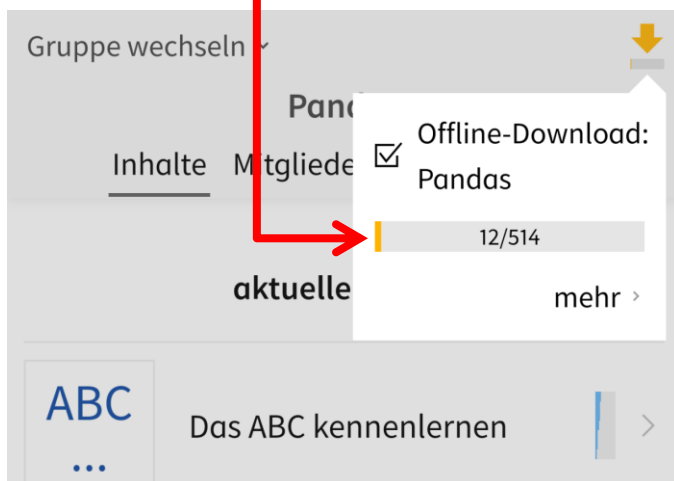 Gruppe wechseln
Inhalte
Offline-Download:
Pandas
12/514
aktuelle
mehr
ABC
...
Das ABC kennenlernen